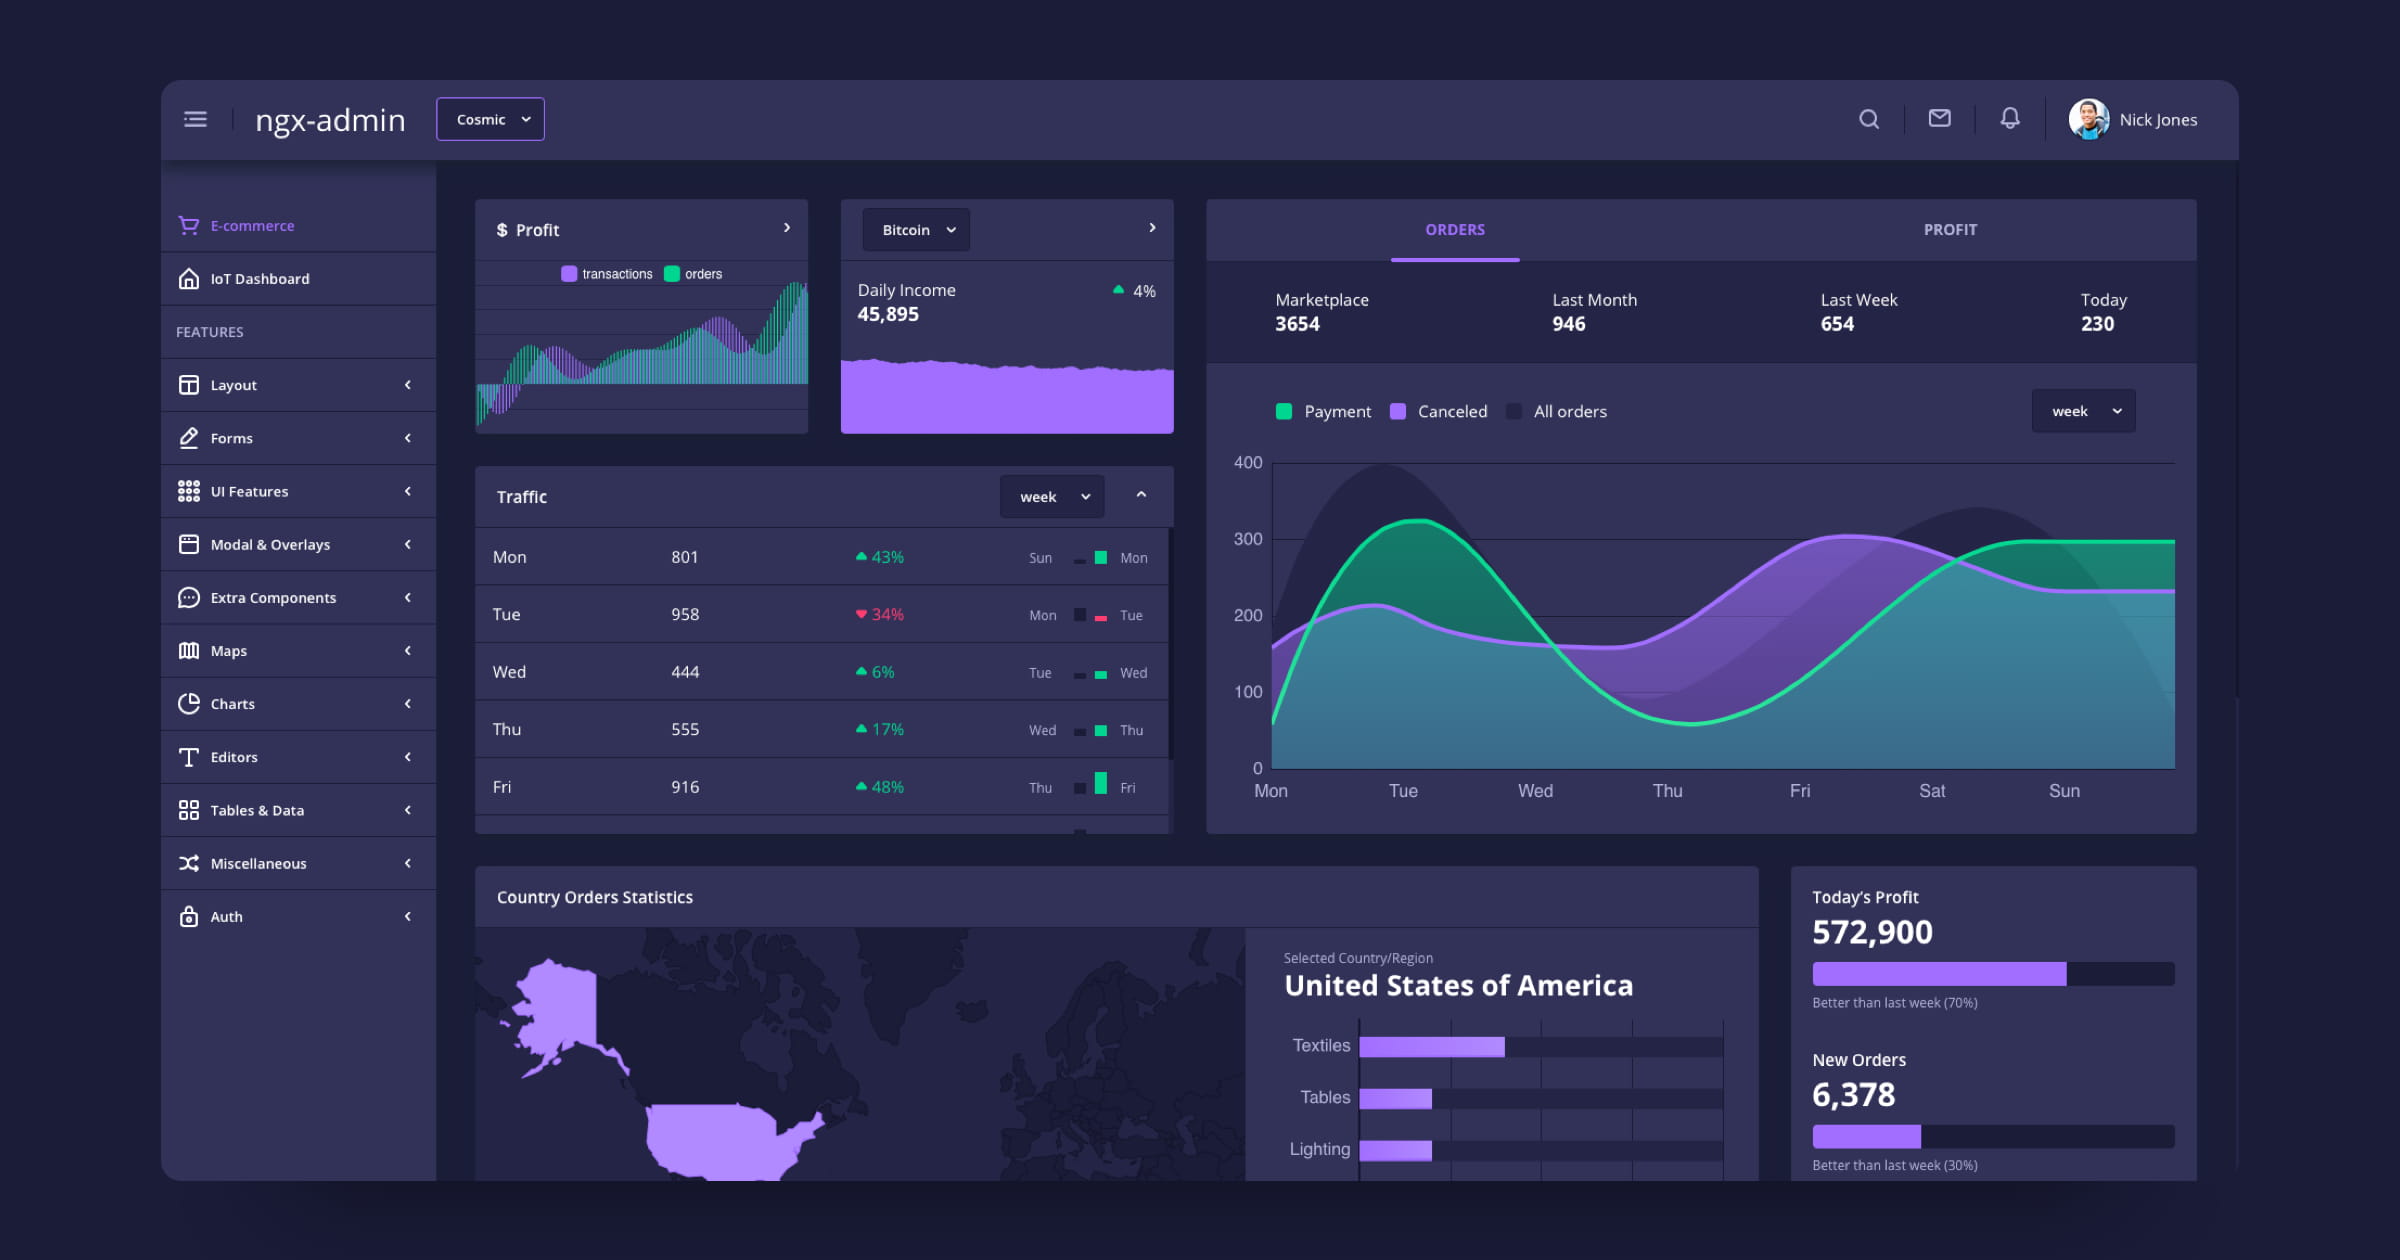 ngx-admin
Cosmic
Nick Jones
E-commerce
IoT Dashboard
FEATURES
Layout
Forms
UI Features
Modal & Overlays
Extra Components
Maps
Charts
Editors
Tables & Data
Miscellaneous
Auth
$ Profit
transactions orders
Bitcoin
Daily Income 4%
45,895
Traffic week
Mon 801 43% Sun Mon
Tue 958 34% Mon Tue
Wed 444 6% Tue Wed
Thu 555 17% Wed Thu
Fri 916 48% Thu Fri
ORDERS PROFIT
Marketplace Last Month Last Week Today
3654 946 654 230
Payment Canceled All orders week
400
300
200
100
0
Mon Tue Wed Thu Fri Sat Sun
Country Orders Statistics
Selected Country/Region
United States of America
Textiles
Tables
Lighting
Today's Profit
572,900
Better than last week (70%)
New Orders
6,378
Better than last week (30%)